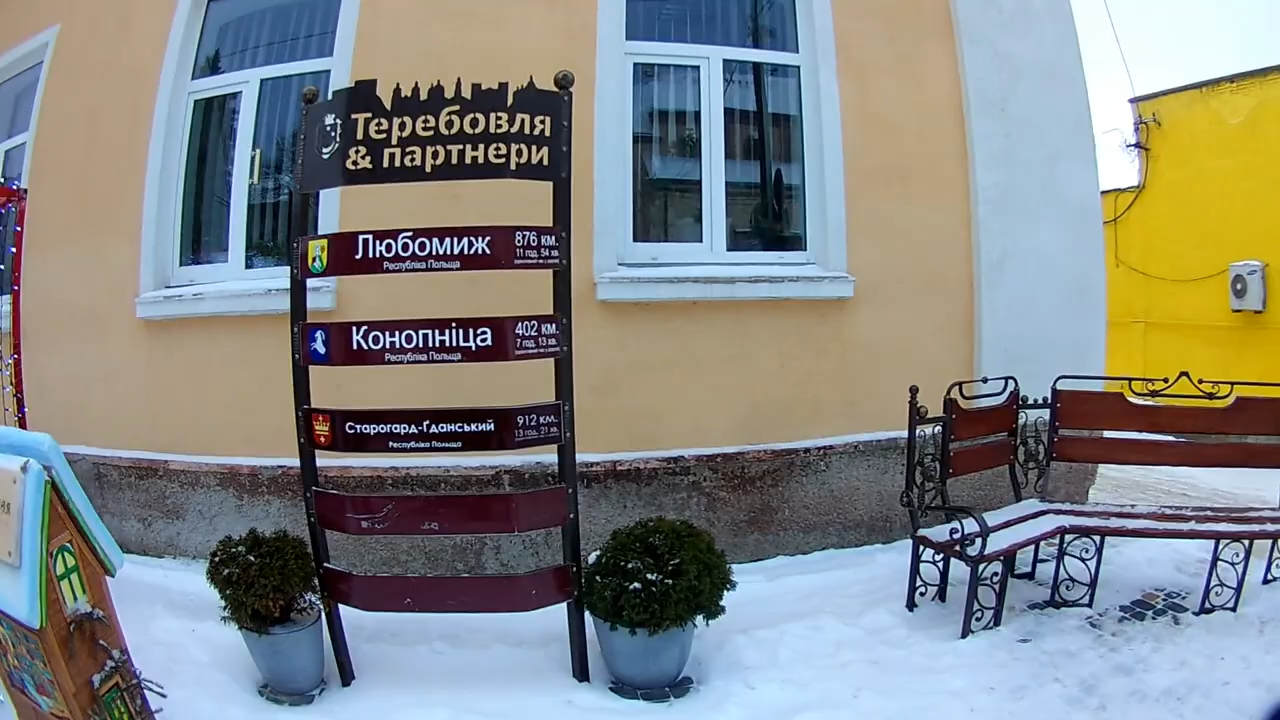 Теребовля
& партнери
Любомиж
876 км.
11 год. 54 хв.
Республіка Польща
Конопніца
402 км.
7 год. 13 хв.
Республіка Польща
Старогард-Ґданський
912 км.
13 год. 21 хв.
Республіка Польща